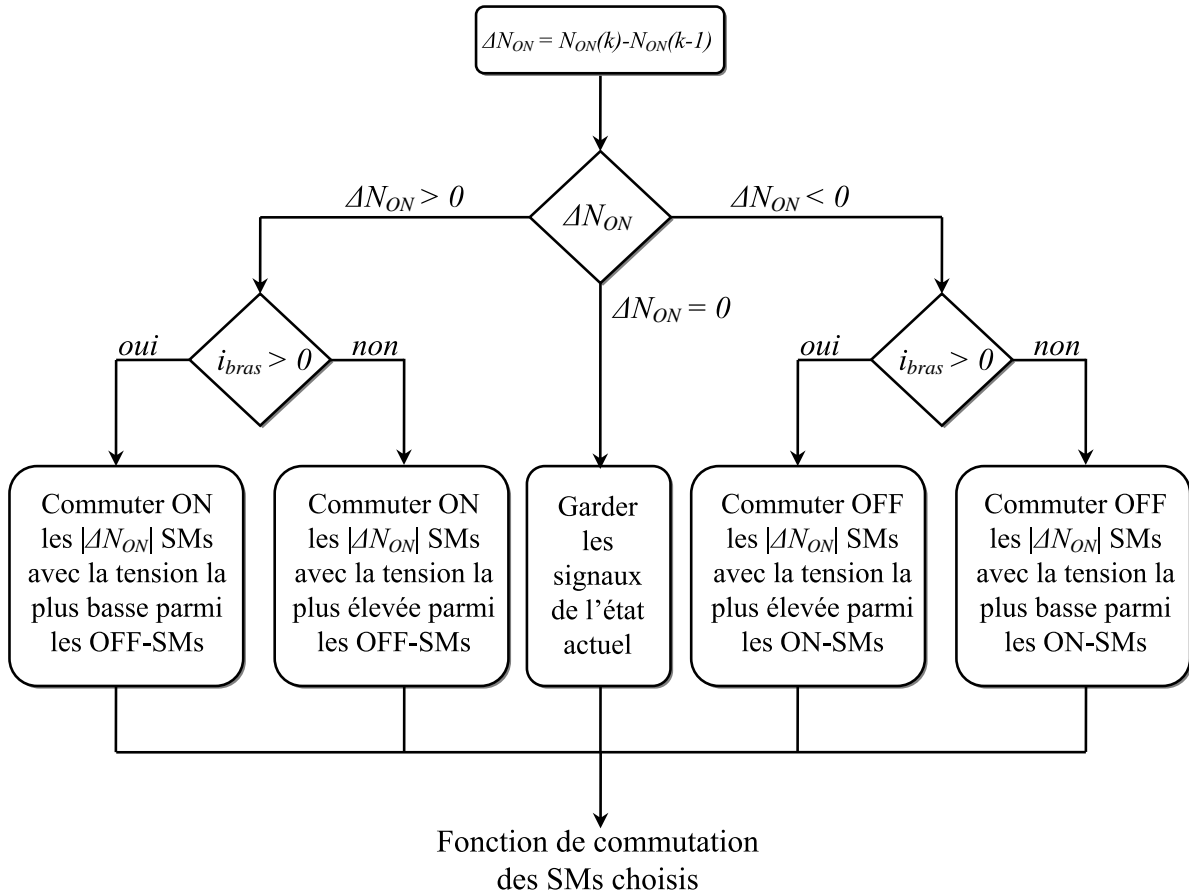 ΔN_ON = N_ON(k)-N_ON(k-1)
ΔN_ON > 0
ΔN_ON
ΔN_ON < 0
ΔN_ON = 0
oui
i_bras > 0
non
oui
i_bras > 0
non
Commuter ON
les |ΔN_ON| SMs
avec la tension la
plus basse parmi
les OFF-SMs
Commuter ON
les |ΔN_ON| SMs
avec la tension la
plus élevée parmi
les OFF-SMs
Garder
les
signaux
de l’état
actuel
Commuter OFF
les |ΔN_ON| SMs
avec la tension la
plus élevée parmi
les ON-SMs
Commuter OFF
les |ΔN_ON| SMs
avec la tension la
plus basse parmi
les ON-SMs
Fonction de commutation
des SMs choisis